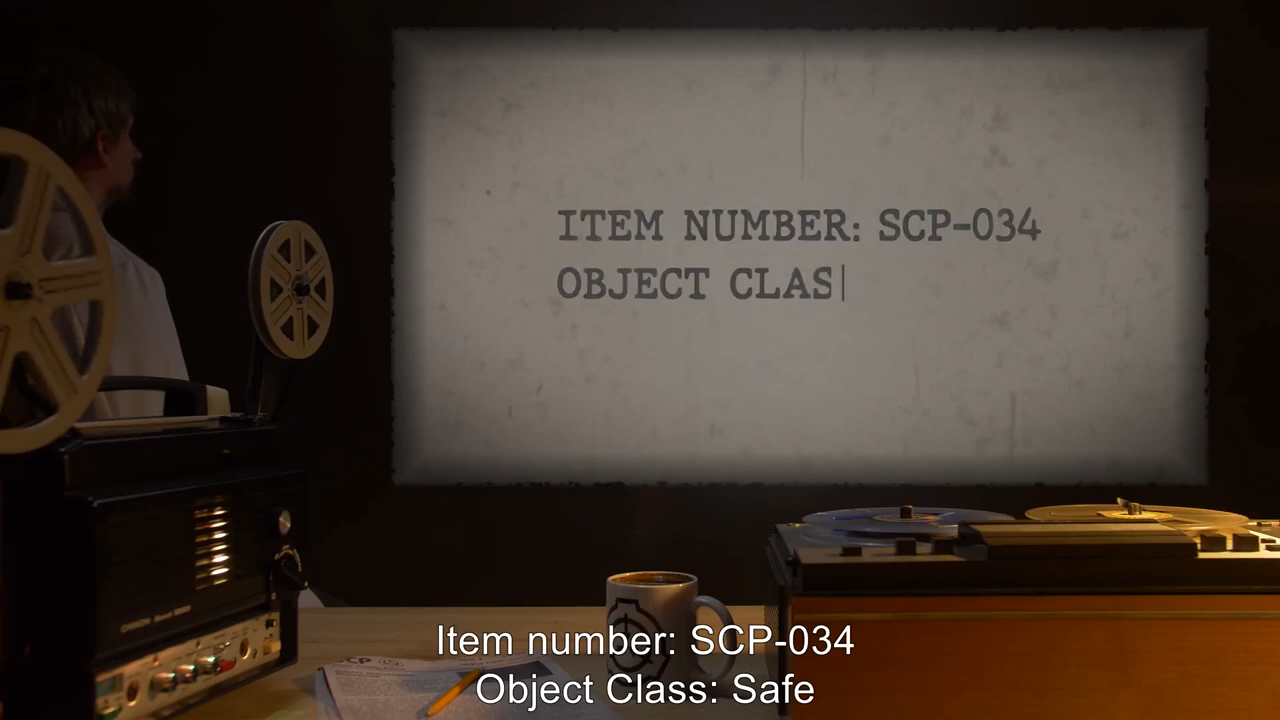 ITEM NUMBER: SCP-034
OBJECT CLAS
Item number: SCP-034
Object Class: Safe